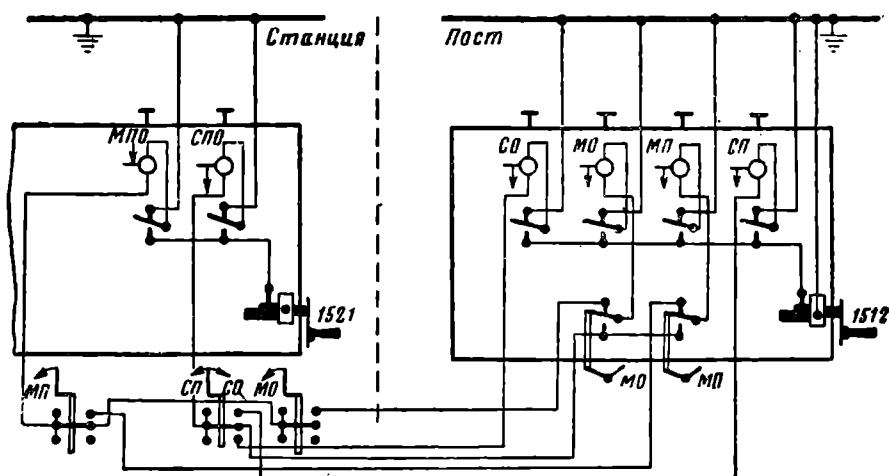 Станция
Пост
МПО СПО
СО МО МП СП
1521
1512
МП СП СО МО
МО МП